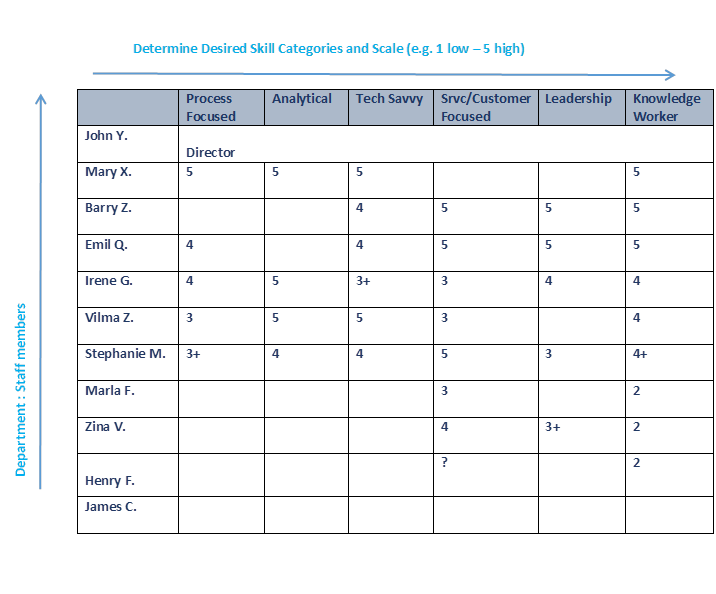 Determine Desired Skill Categories and Scale (e.g. 1 low – 5 high)
Process Focused Analytical Tech Savvy Srvc/Customer Focused Leadership Knowledge Worker
John Y. Director
Mary X. 5 5 5 5
Barry Z. 4 5 5 5
Emil Q. 4 4 5 5 5
Irene G. 4 5 3+ 3 4 4
Vilma Z. 3 5 5 3 4
Stephanie M. 3+ 4 4 5 3 4+
Marla F. 3 2
Zina V. 4 3+ 2
Henry F. ? 2
James C.
Department : Staff members